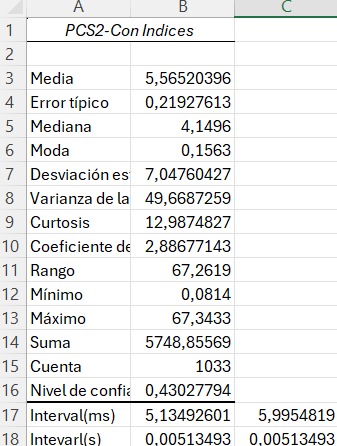 A B C
1 PCS2-Con Indices
2
3 Media 5,56520396
4 Error típico 0,21927613
5 Mediana 4,1496
6 Moda 0,1563
7 Desviación es 7,04760427
8 Varianza de la 49,6687259
9 Curtosis 12,9874827
10 Coeficiente de 2,88677143
11 Rango 67,2619
12 Mínimo 0,0814
13 Máximo 67,3433
14 Suma 5748,85569
15 Cuenta 1033
16 Nivel de confia 0,43027794
17 Interval(ms) 5,13492601 5,9954819
18 Intevarl(s) 0,00513493 0,00513493